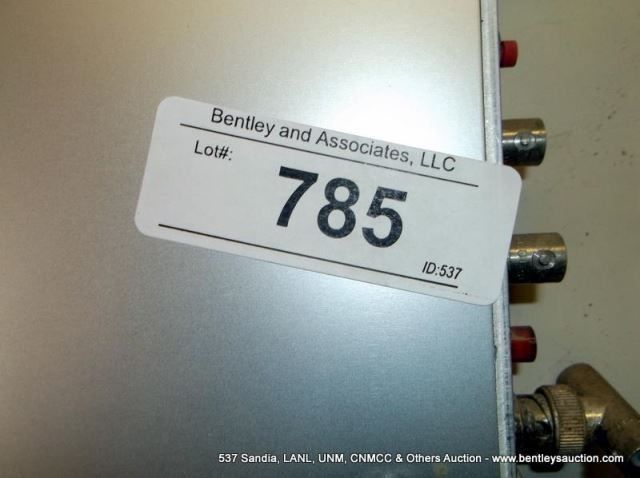 Bentley and Associates, LLC
Lot#:
785
ID:537
537 Sandia, LANL, UNM, CNMCC & Others Auction - www.bentleysauction.com